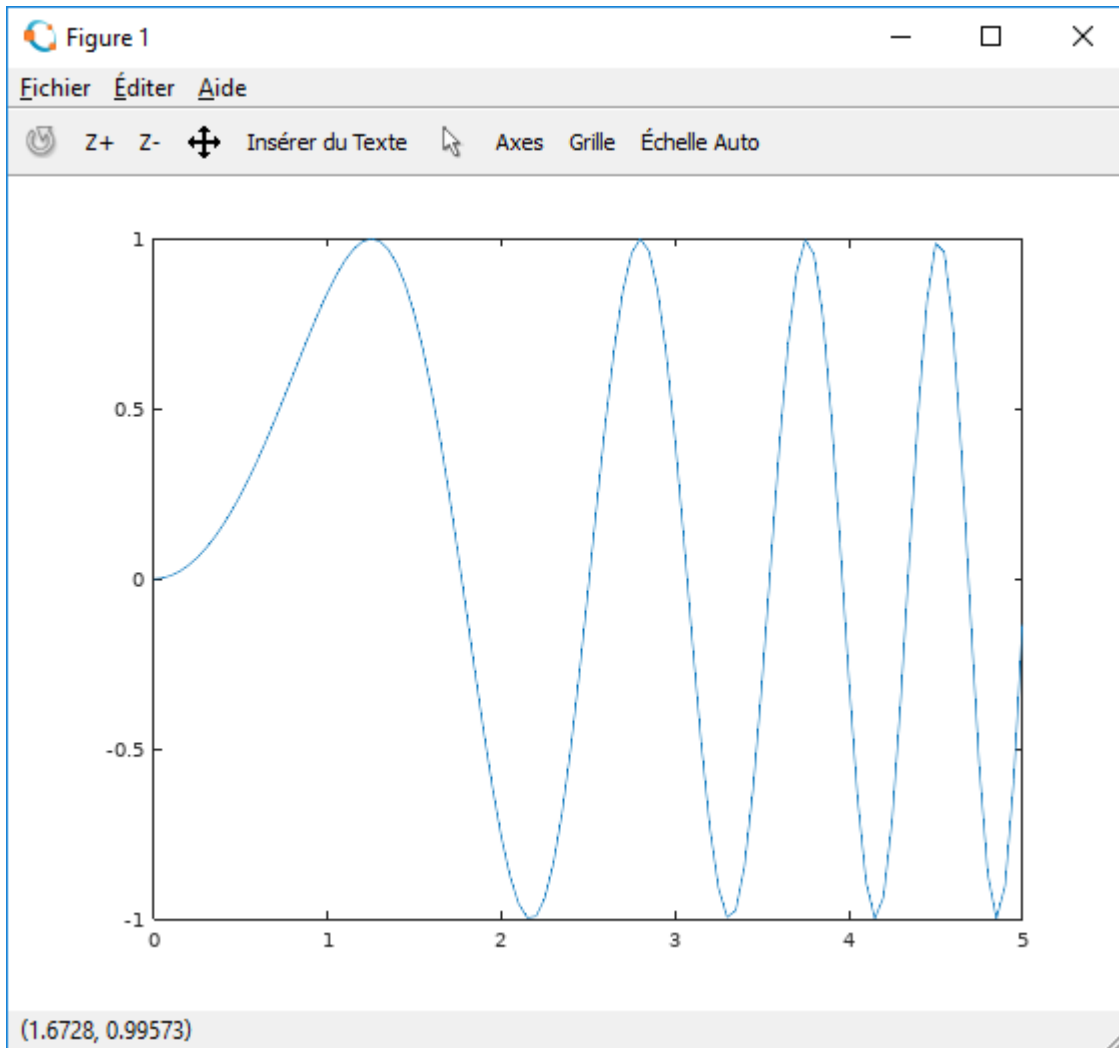 Figure 1
Fichier Éditer Aide
Z+ Z- Insérer du Texte Axes Grille Échelle Auto
1
0.5
0
-0.5
-1
0 1 2 3 4 5
(1.6728, 0.99573)